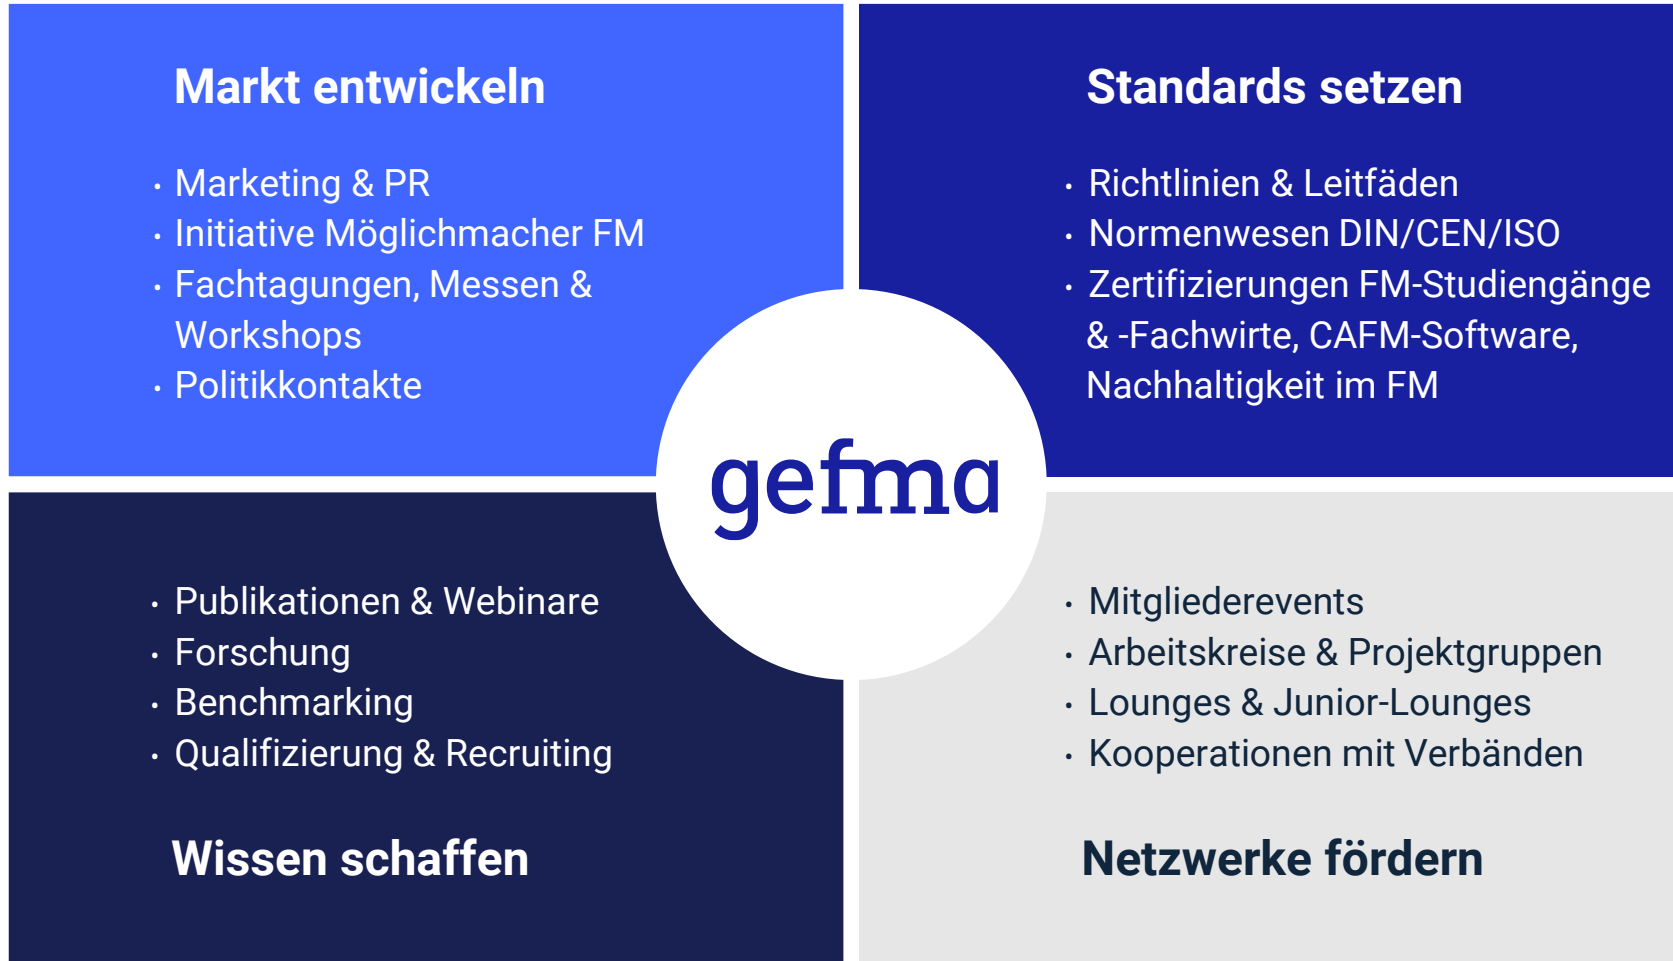 Markt entwickeln
· Marketing & PR
· Initiative Möglichmacher FM
· Fachtagungen, Messen &
Workshops
· Politikkontakte
Standards setzen
· Richtlinien & Leitfäden
· Normenwesen DIN/CEN/ISO
· Zertifizierungen FM-Studiengänge
& -Fachwirte, CAFM-Software,
Nachhaltigkeit im FM
gefma
· Publikationen & Webinare
· Forschung
· Benchmarking
· Qualifizierung & Recruiting
Wissen schaffen
· Mitgliederevents
· Arbeitskreise & Projektgruppen
· Lounges & Junior-Lounges
· Kooperationen mit Verbänden
Netzwerke fördern